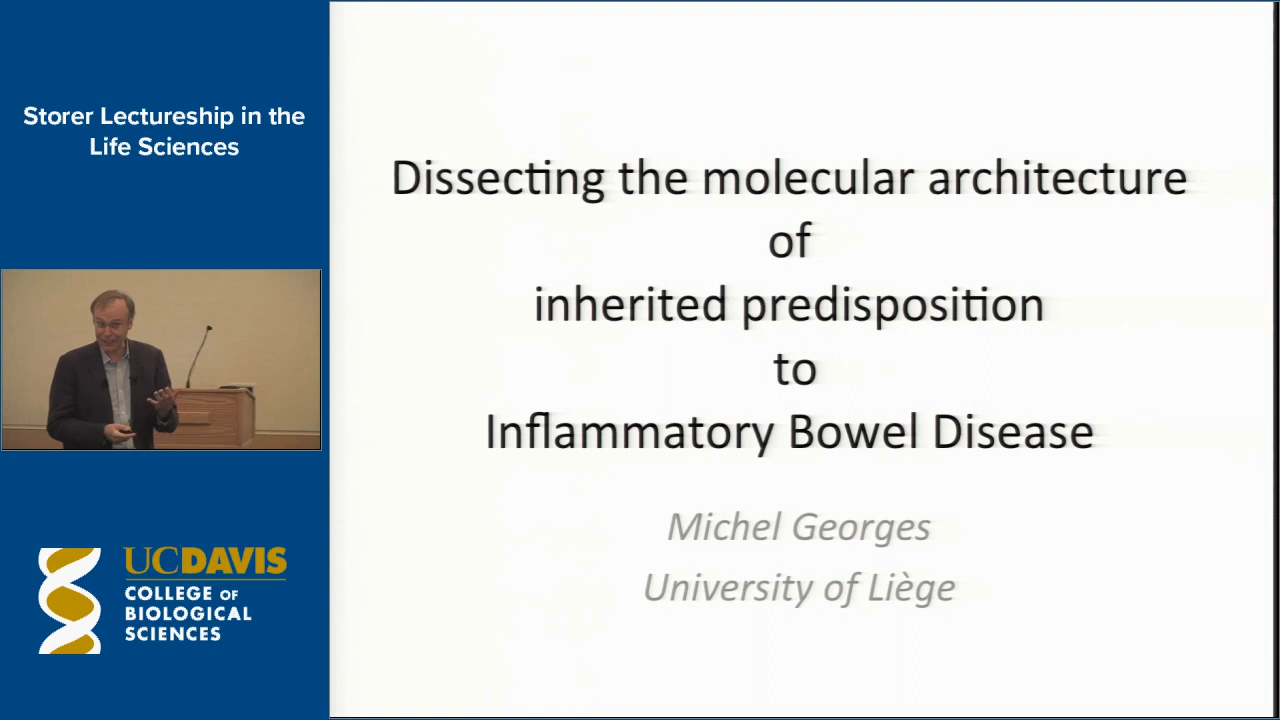 Storer Lectureship in the
Life Sciences
UCDAVIS
COLLEGE OF
BIOLOGICAL
SCIENCES
Dissecting the molecular architecture
of
inherited predisposition
to
Inflammatory Bowel Disease
Michel Georges
University of Liège